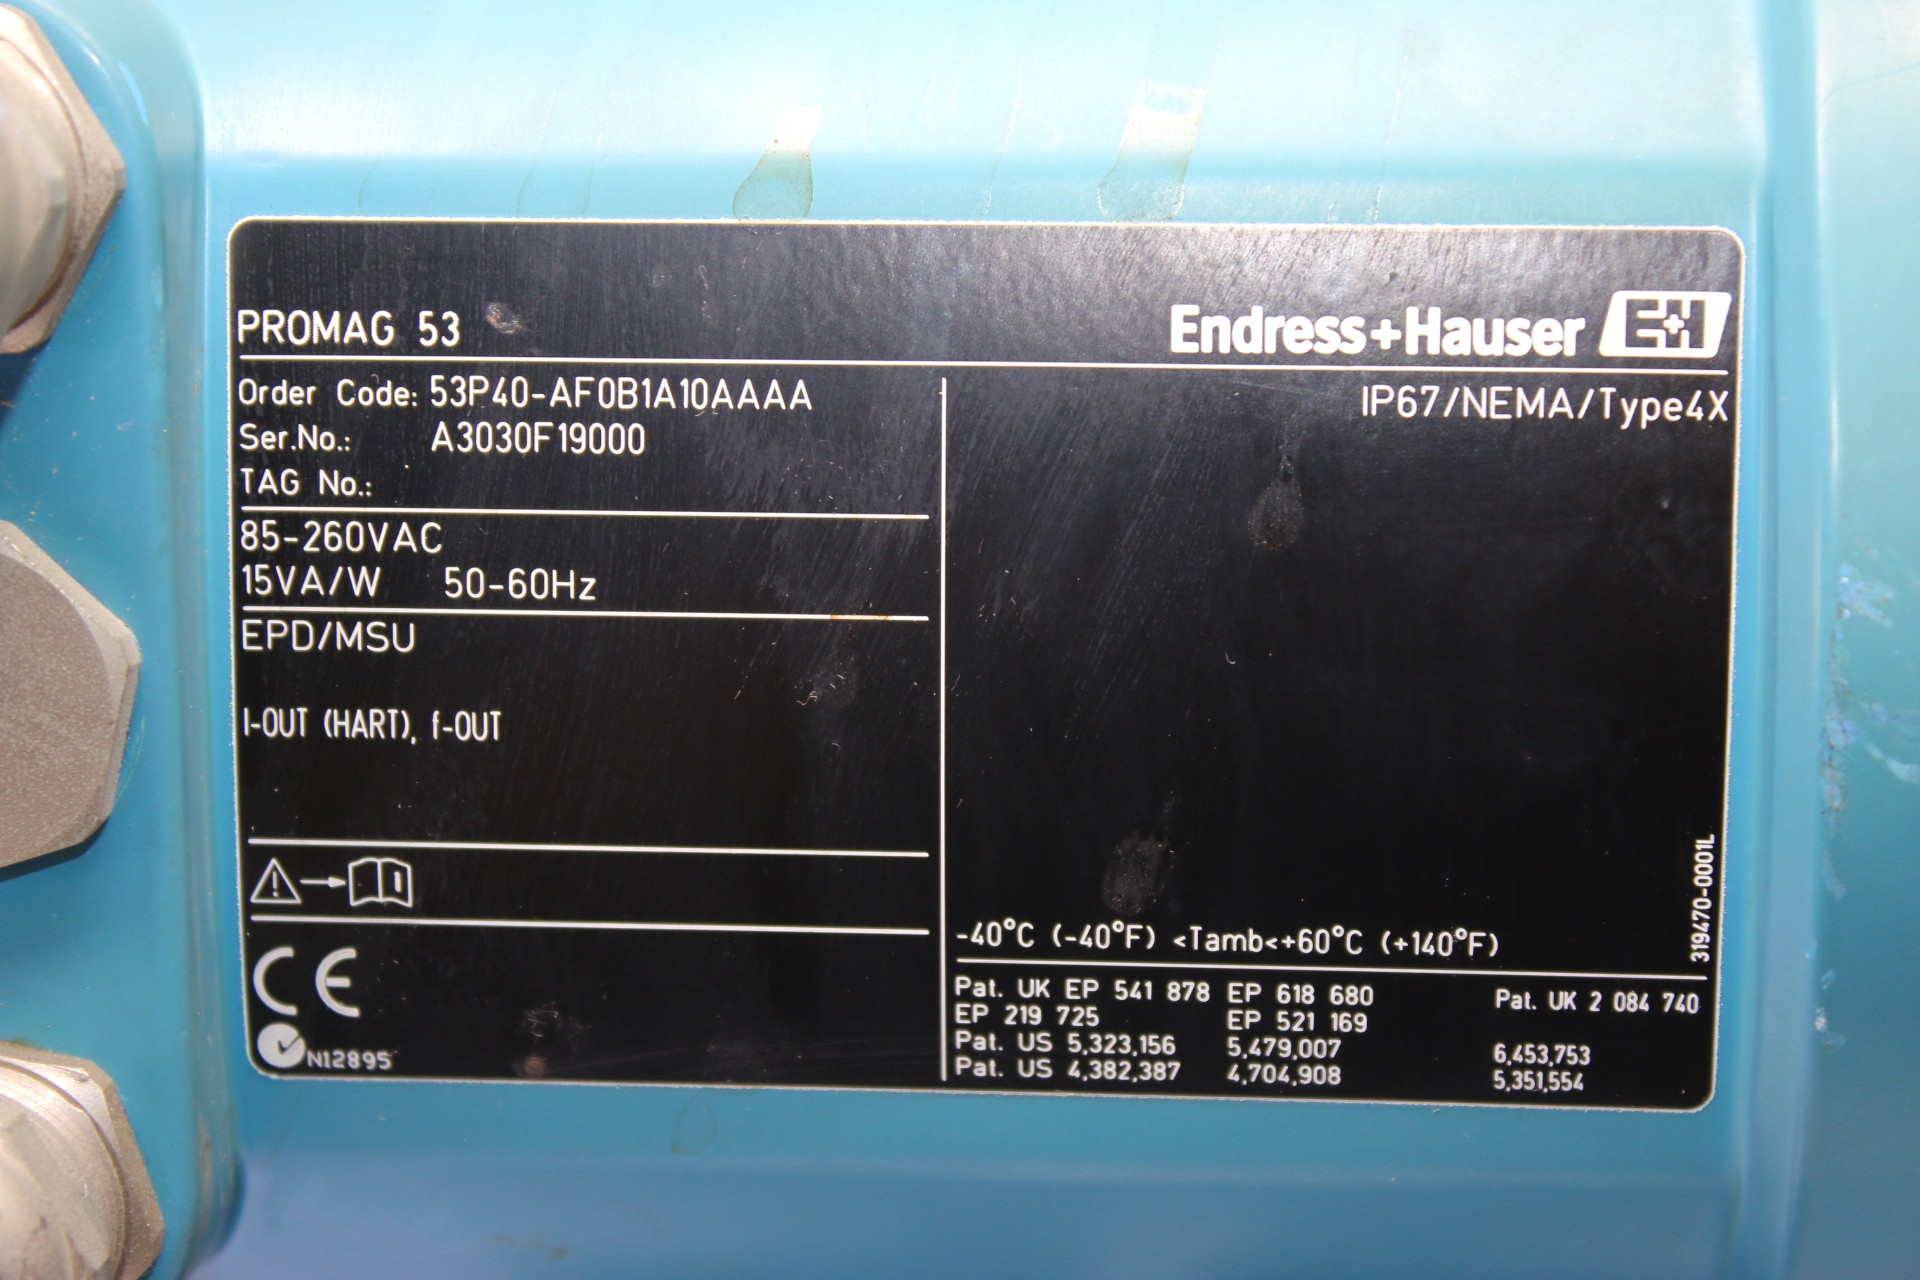 PROMAG 53
Endress+Hauser E+H
Order Code: 53P40-AF0B1A10AAAA
Ser.No.: A3030F19000
TAG No.:
85-260VAC
15VA/W 50-60Hz
EPD/MSU
I-OUT (HART), f-OUT
CE
N12895
IP67/NEMA/Type4X
319470-0001L
-40°C (-40°F) <Tamb<+60°C (+140°F)
Pat. UK EP 541 878 EP 618 680 Pat. UK 2 084 740
EP 219 725 EP 521 169
Pat. US 5,323,156 5,479,007 6,453,753
Pat. US 4,382,387 4,704,908 5,351,554